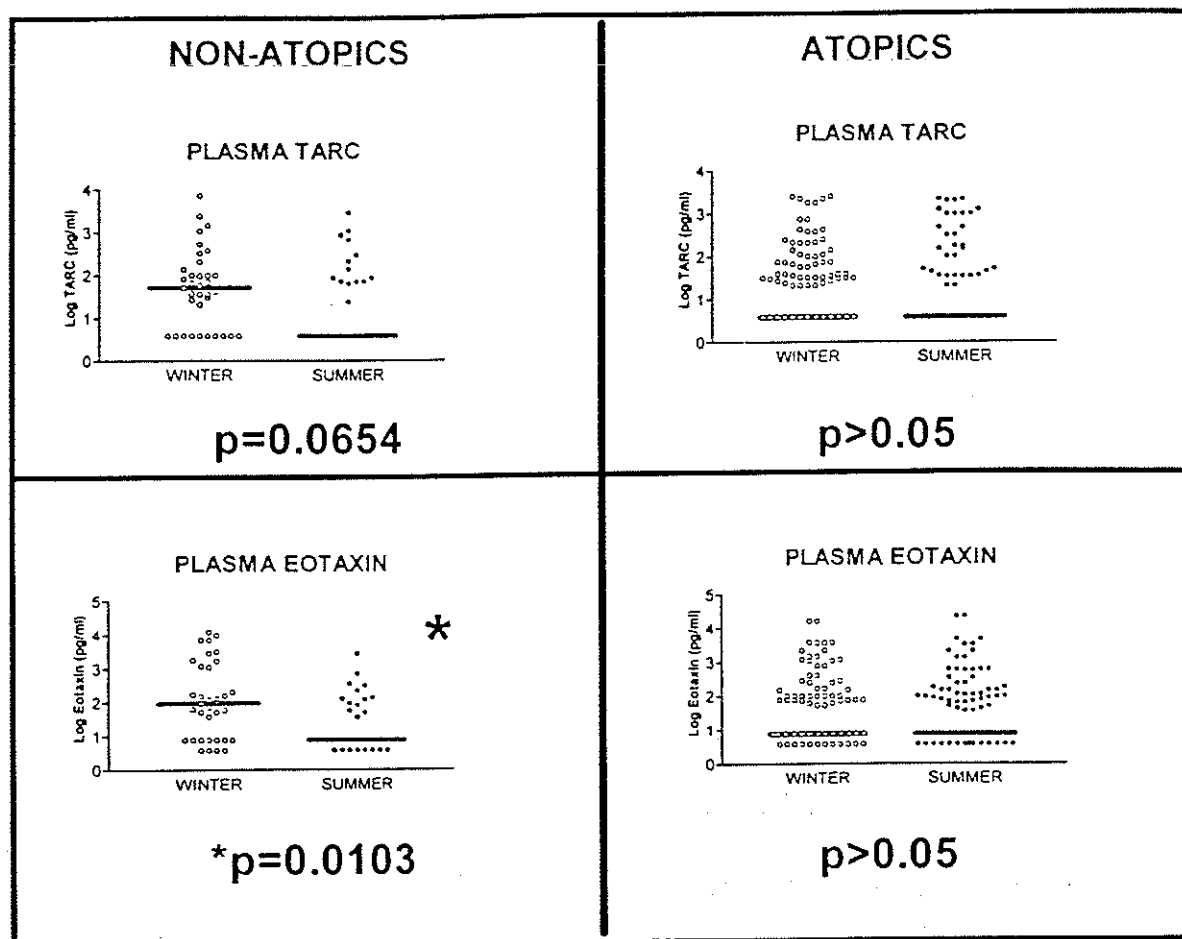 NON-ATOPICS
PLASMA TARC
Log TARC (pg/ml)
4
3
2
1
0
WINTER
SUMMER
p=0.0654
ATOPICS
PLASMA TARC
Log TARC (pg/ml)
4
3
2
1
0
WINTER
SUMMER
p>0.05
PLASMA EOTAXIN
Log Eotaxin (pg/ml)
5
4
3
2
1
0
*
WINTER
SUMMER
*p=0.0103
PLASMA EOTAXIN
Log Eotaxin (pg/ml)
5
4
3
2
1
0
WINTER
SUMMER
p>0.05